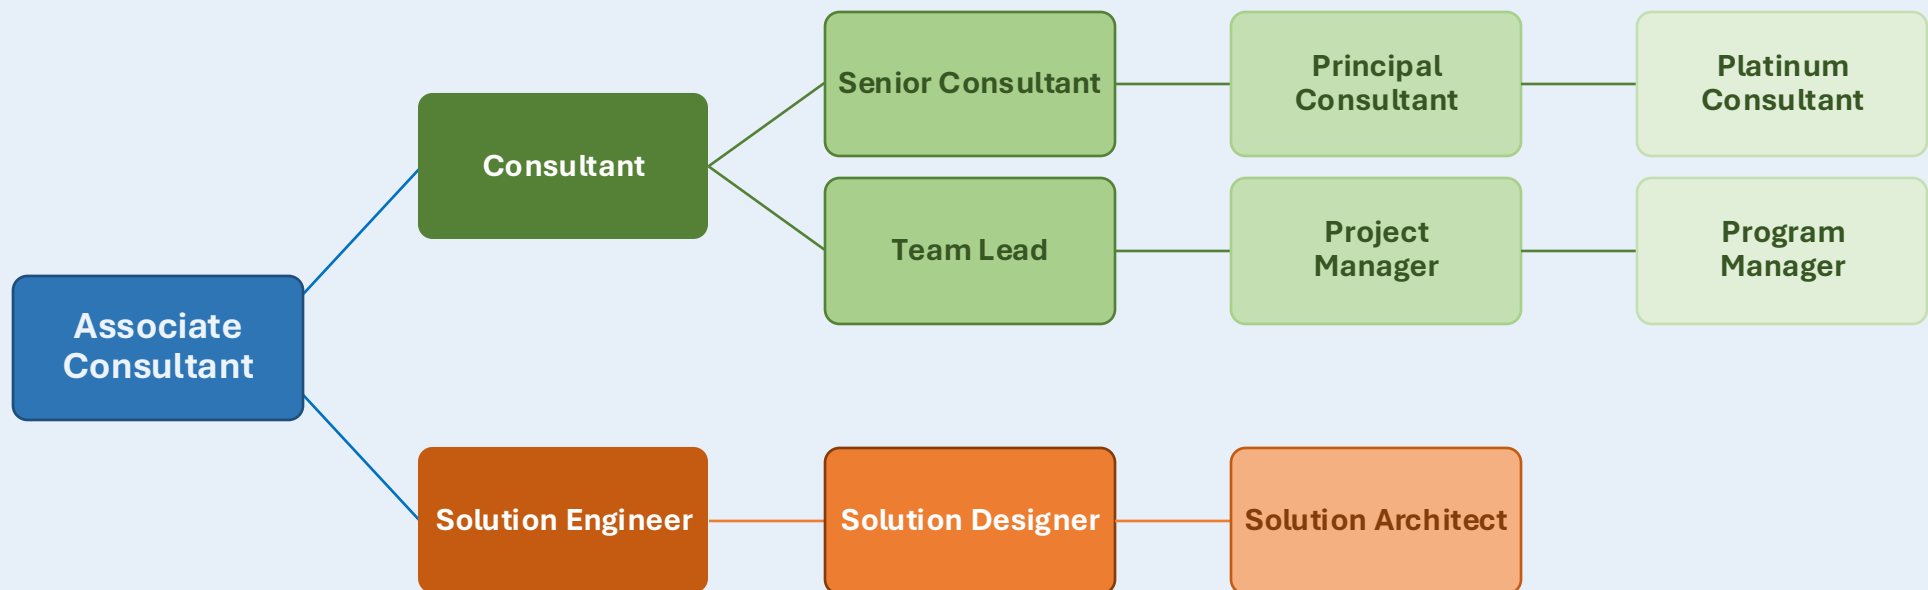 Senior Consultant
Principal
Consultant
Platinum
Consultant
Consultant
Team Lead
Project
Manager
Program
Manager
Associate
Consultant
Solution Engineer
Solution Designer
Solution Architect